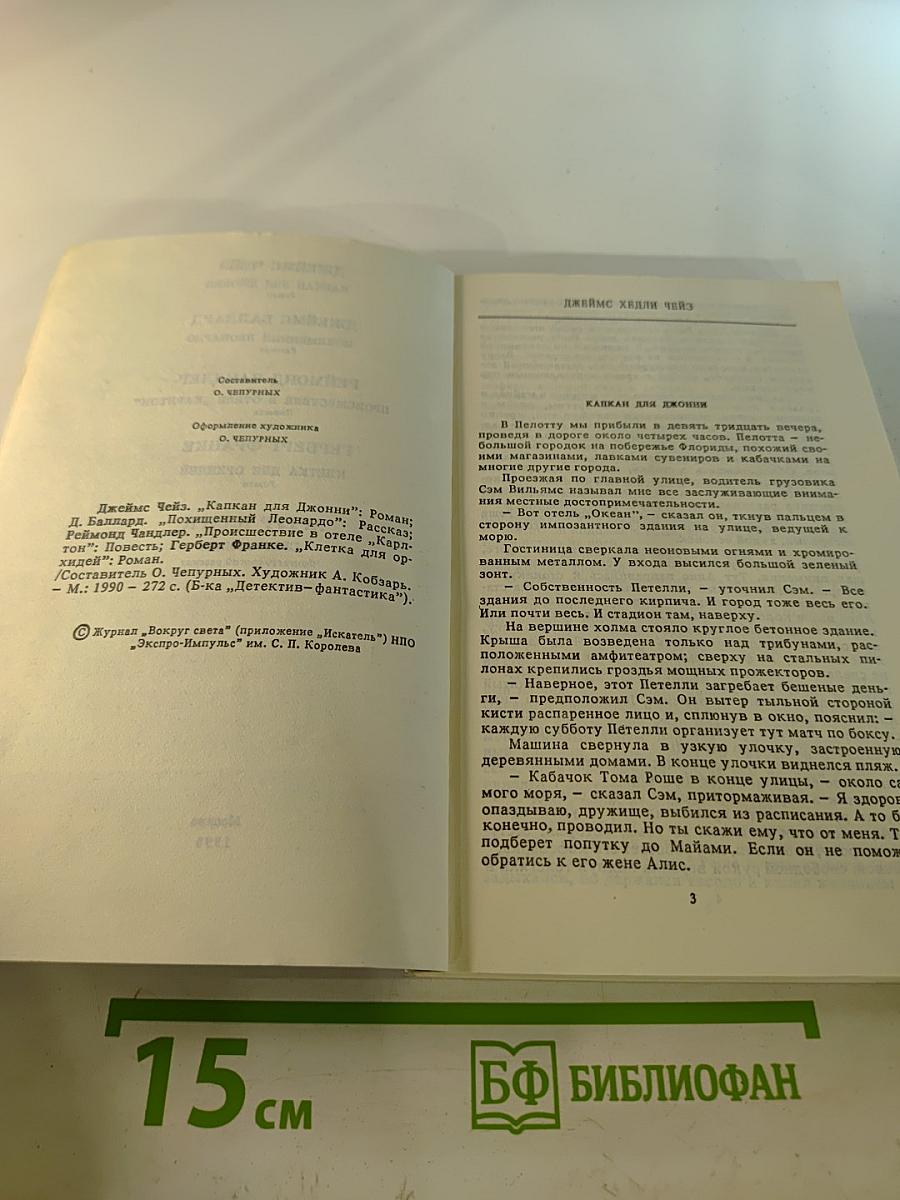 Составитель
О. ЧЕПУРНЫХ
Оформление художника
О. ЧЕПУРНЫХ
Джеймс Чейз. „Капкан для Джонни”: Роман;
Д. Баллард. „Похищенный Леонардо”: Рассказ;
Реймонд Чандлер. „Происшествие в отеле „Карл-
тон”: Повесть; Герберт Франке. „Клетка для ор-
хидей”: Роман.
/Составитель О. Чепурных. Художник А. Кобзарь.
– М.: 1990 – 272 с. (Б-ка „Детектив–фантастика”).
© Журнал „Вокруг света” (приложение „Искатель”) НПО
„Экспро-Импульс” им. С. П. Королева
ДЖЕЙМС ХЕДЛИ ЧЕЙЗ
КАПКАН ДЛЯ ДЖОННИ
В Пелотту мы прибыли в девять тридцать вечера,
проведя в дороге около четырех часов. Пелотта – не-
большой городок на побережье Флориды, похожий сво-
ими магазинами, лавками сувениров и кабачками на
многие другие города.
Проезжая по главной улице, водитель грузовика
Сэм Вильямс называл мне все заслуживающие внима-
ния местные достопримечательности.
– Вот отель „Океан”, – сказал он, ткнув пальцем в
сторону импозантного здания на улице, ведущей к
морю.
Гостиница сверкала неоновыми огнями и хромиро-
ванным металлом. У входа высился большой зеленый
зонт.
– Собственность Петелли, – уточнил Сэм. – Все
здания до последнего кирпича. И город тоже весь его.
Или почти весь. И стадион там, наверху.
На вершине холма стояло круглое бетонное здание.
Крыша была возведена только над трибунами, рас-
положенными амфитеатром; сверху на стальных пи-
лонах крепились гроздья мощных прожекторов.
– Наверное, этот Петелли загребает бешеные день-
ги, – предположил Сэм. Он вытер тыльной стороной
кисти распаренное лицо и, сплюнув в окно, пояснил: –
каждую субботу Петелли организует тут матч по боксу.
Машина свернула в узкую улочку, застроенную
деревянными домами. В конце улочки виднелся пляж.
– Кабачок Тома Роше в конце улицы, – около са
мого моря, – сказал Сэм, притормаживая. – Я здоров
опаздываю, дружище, выбился из расписания. А то б
конечно, проводил. Но ты скажи ему, что от меня. Т
подберет попутку до Майами. Если он не помож
обратись к его жене Алис.
3
15 см
БФ БИБЛИОФАН